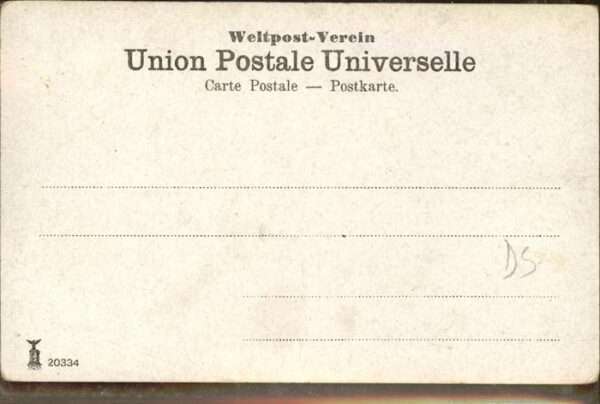 Weltpost-Verein
Union Postale Universelle
Carte Postale — Postkarte.
DS
20334